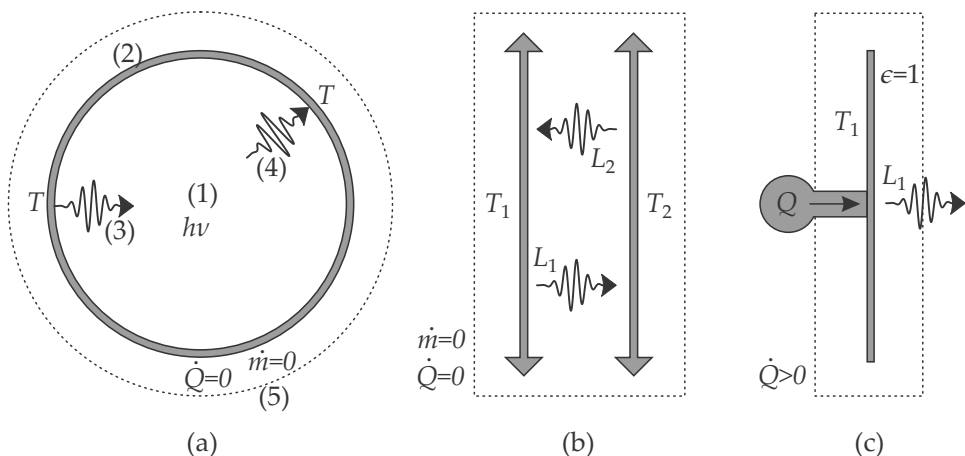 (2)
T
(4)
(1)
T
(3)
hν
ṁ=0
Q̇=0
(5)
(a)
L₂
T₁
T₂
L₁
ṁ=0
Q̇=0
(b)
ϵ=1
T₁
Q
L₁
Q̇>0
(c)